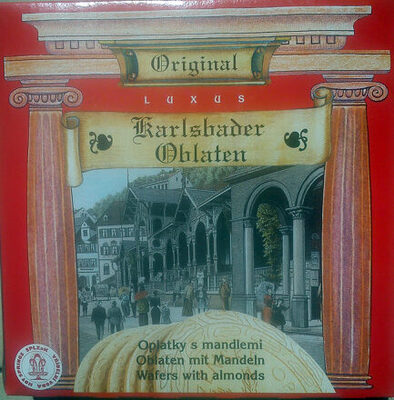 Original
LUXUS
Karlsbader
Oblaten
Oplatky s mandlemi
Oblaten mit Mandeln
Wafers with almonds